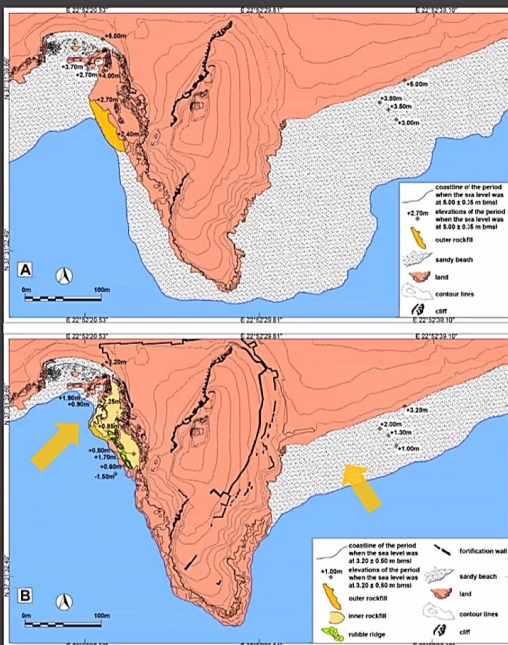 E 22°52'20.53"
E 22°52'29.81"
E 22°52'39.10"
+5.00m
+3.70m
+2.70m
+4.00m
+2.70m
+2.40m
+5.00m
+3.80m
+3.50m
+3.00m
coastline of the period
when the sea level was
at 5.00 ± 0.35 m bmsl
+2.70m
elevations of the period
when the sea level was
at 5.00 ± 0.35 m bmsl
outer rockfill
sandy beach
land
contour lines
cliff
A
0m
100m
E 22°52'20.53"
E 22°52'29.81"
E 22°52'39.10"
+3.20m
+1.90m
+0.90m
+2.25m
+0.85m
+0.80m
+1.70m
+0.60m
-1.50m
+3.20m
+2.00m
+1.30m
+1.00m
coastline of the period
when the sea level was
at 3.20 ± 0.50 m bmsl
+1.00m
elevations of the period
when the sea level was
at 3.20 ± 0.50 m bmsl
outer rockfill
inner rockfill
rubble ridge
fortification wall
sandy beach
land
contour lines
cliff
B
0m
100m